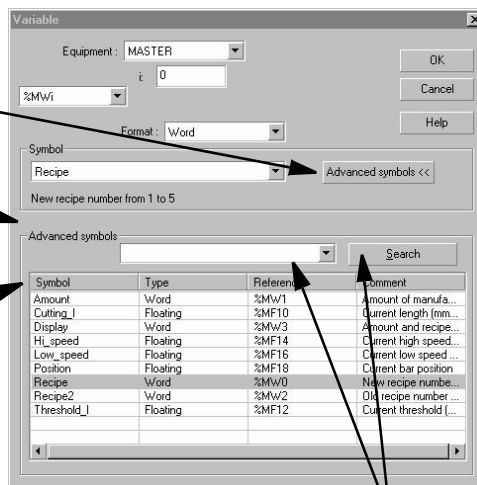 Variable
Equipment : MASTER
i: 0
OK
%MWi
Cancel
Format : Word
Help
Symbol
Recipe
Advanced symbols <<
New recipe number from 1 to 5
Advanced symbols
Search
Symbol Type Reference Comment
Amount Word %MW1 Amount of manufa...
Cutting_l Floating %MF10 Current length (mm...
Display Word %MW3 Amount and recipe...
Hi_speed Floating %MF14 Current high speed...
Low_speed Floating %MF16 Current low speed ...
Position Floating %MF18 Current bar position
Recipe Word %MW0 New recipe numbe...
Recipe2 Word %MW2 Old recipe number ...
Threshold_l Floating %MF12 Current threshold (...